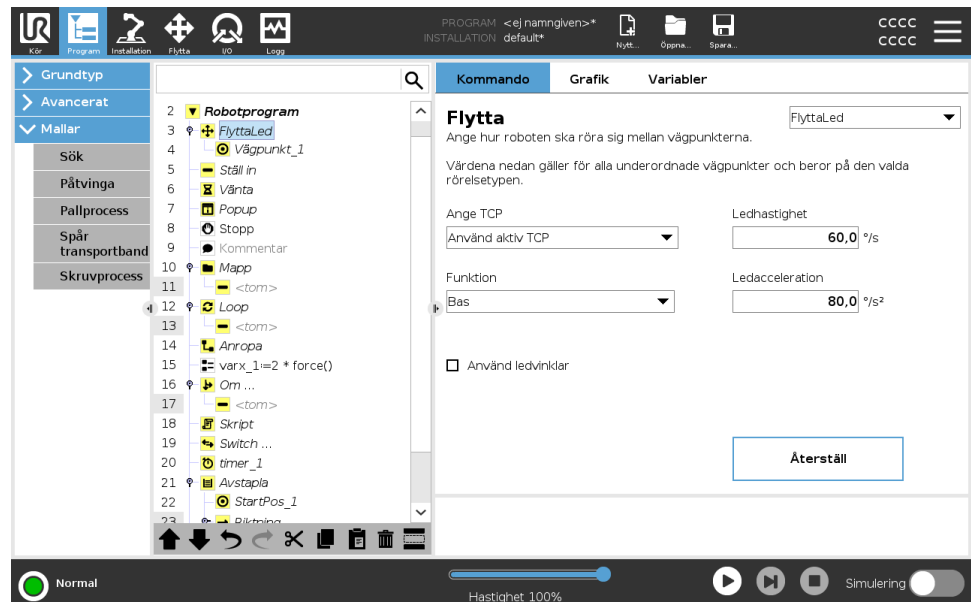 PROGRAM <ej namngiven>*
INSTALLATION default*
CCCC
CCCC
Kör
Program
Installation
Flytta
I/O
Logg
Nytt...
Öppna...
Spara...
Grundtyp
Avancerat
Mallar
Sök
Påtvinga
Pallprocess
Spår
transportband
Skruvprocess
2 Robotprogram
3 FlyttaLed
4 Vägpunkt_1
5 Ställ in
6 Vänta
7 Popup
8 Stopp
9 Kommentar
10 Mapp
11 <tom>
12 Loop
13 <tom>
14 Anropa
15 varx_1:=2 * force()
16 Om ...
17 <tom>
18 Skript
19 Switch ...
20 timer_1
21 Avstapla
22 StartPos_1
23 Riktning
Kommando
Grafik
Variabler
Flytta
FlyttaLed
Ange hur roboten ska röra sig mellan vägpunkterna.
Värdena nedan gäller för alla underordnade vägpunkter och beror på den valda
rörelsetypen.
Ange TCP
Ledhastighet
Använd aktiv TCP
60,0 °/s
Funktion
Ledacceleration
Bas
80,0 °/s²
Använd ledvinklar
Återställ
Normal
Hastighet 100%
Simulering